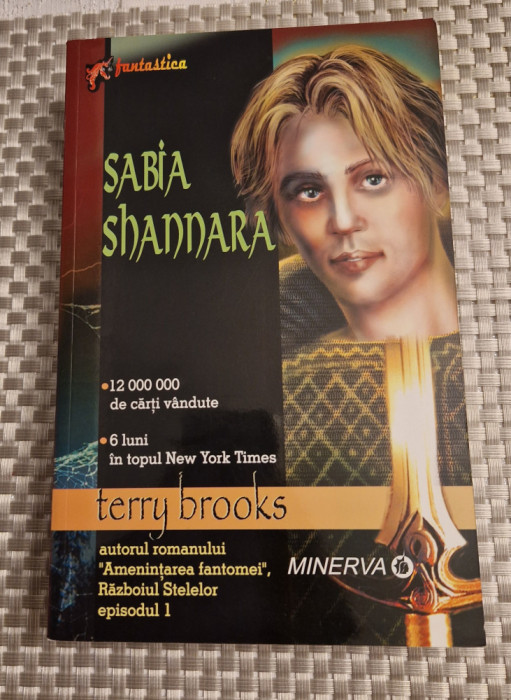 fantastica
SABIA
SHANNARA
12 000 000
de cărți vândute
6 luni
în topul New York Times
terry brooks
autorul romanului
"Amenințarea fantomei",
Războiul Stelelor
episodul 1
MINERVA